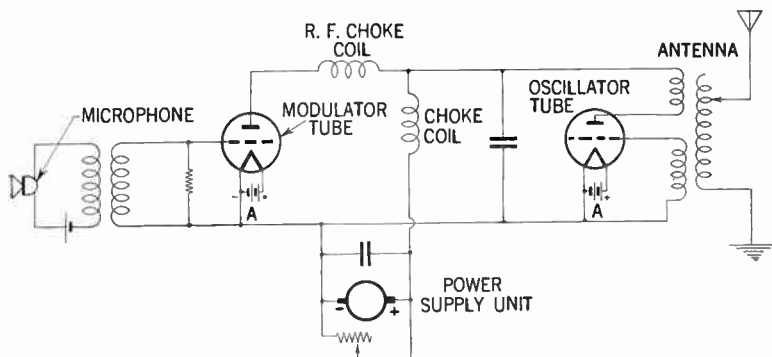 R. F. CHOKE
COIL
ANTENNA
OSCILLATOR
TUBE
MICROPHONE
MODULATOR
TUBE
CHOKE
COIL
- +
A
- +
A
POWER
SUPPLY UNIT
- +